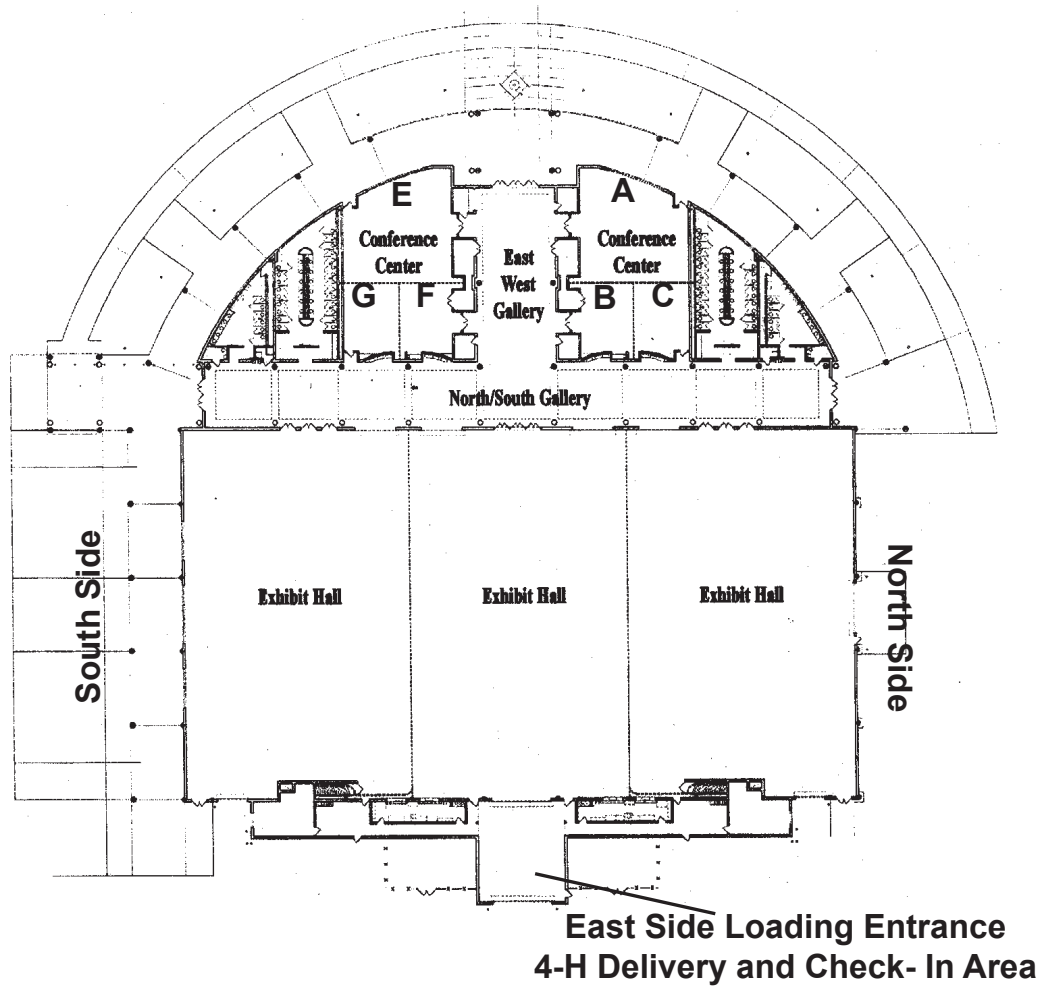 E
A
Conference
Center
East
West
Gallery
Conference
Center
G
F
B
C
North/South Gallery
South Side
Exhibit Hall
Exhibit Hall
Exhibit Hall
North Side
East Side Loading Entrance
4-H Delivery and Check- In Area